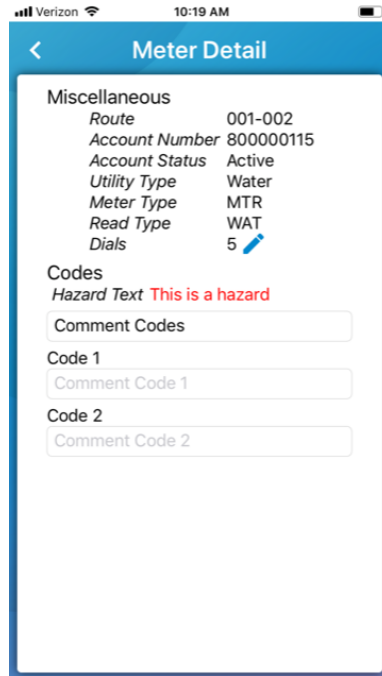 Verizon 10:19 AM
Meter Detail
Miscellaneous
Route 001-002
Account Number 800000115
Account Status Active
Utility Type Water
Meter Type MTR
Read Type WAT
Dials 5
Codes
Hazard Text This is a hazard
Comment Codes
Code 1
Comment Code 1
Code 2
Comment Code 2